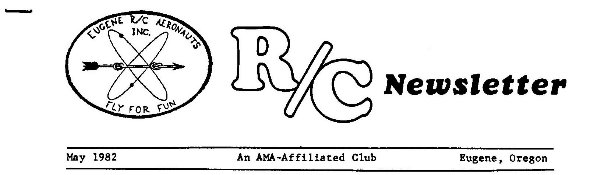 EUGENE R/C AERONAUTS
INC.
FLY FOR FUN
R/C Newsletter
May 1982 An AMA-Affiliated Club Eugene, Oregon